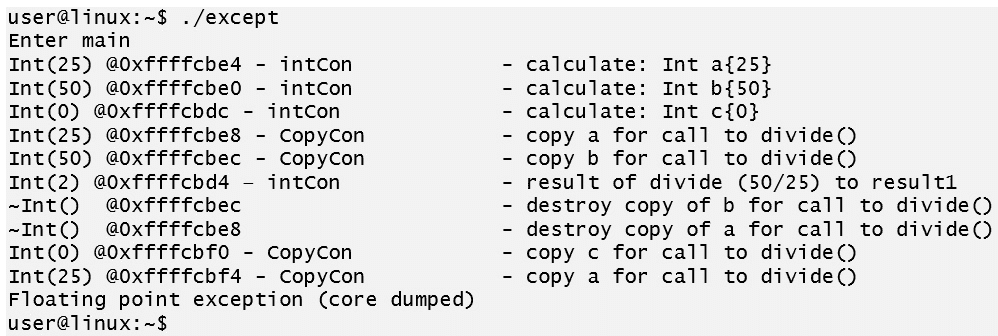 user@linux:~$ ./except
Enter main
Int(25) @0xffffcbe4 - intCon             - calculate: Int a{25}
Int(50) @0xffffcbe0 - intCon             - calculate: Int b{50}
Int(0) @0xffffcbdc - intCon              - calculate: Int c{0}
Int(25) @0xffffcbe8 - CopyCon            - copy a for call to divide()
Int(50) @0xffffcbec - CopyCon            - copy b for call to divide()
Int(2) @0xffffcbd4 – intCon              - result of divide (50/25) to result1
~Int()  @0xffffcbec                      - destroy copy of b for call to divide()
~Int()  @0xffffcbe8                      - destroy copy of a for call to divide()
Int(0) @0xffffcbf0 - CopyCon             - copy c for call to divide()
Int(25) @0xffffcbf4 - CopyCon            - copy a for call to divide()
Floating point exception (core dumped)
user@linux:~$